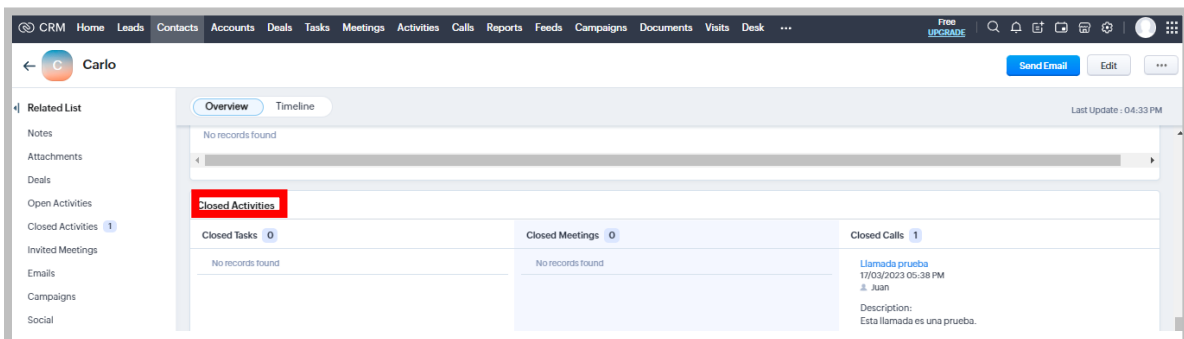 CRM Home Leads Contacts Accounts Deals Tasks Meetings Activities Calls Reports Feeds Campaigns Documents Visits Desk ... Free
UPGRADE
← C Carlo Send Email Edit ...
Related List
Overview Timeline
Last Update : 04:33 PM
Notes
No records found
Attachments
Deals
Open Activities
Closed Activities
Closed Activities 1
Closed Tasks 0 Closed Meetings 0 Closed Calls 1
Invited Meetings
No records found No records found Llamada prueba
Emails
17/03/2023 05:38 PM
Juan
Campaigns
Description:
Social
Esta llamada es una prueba.